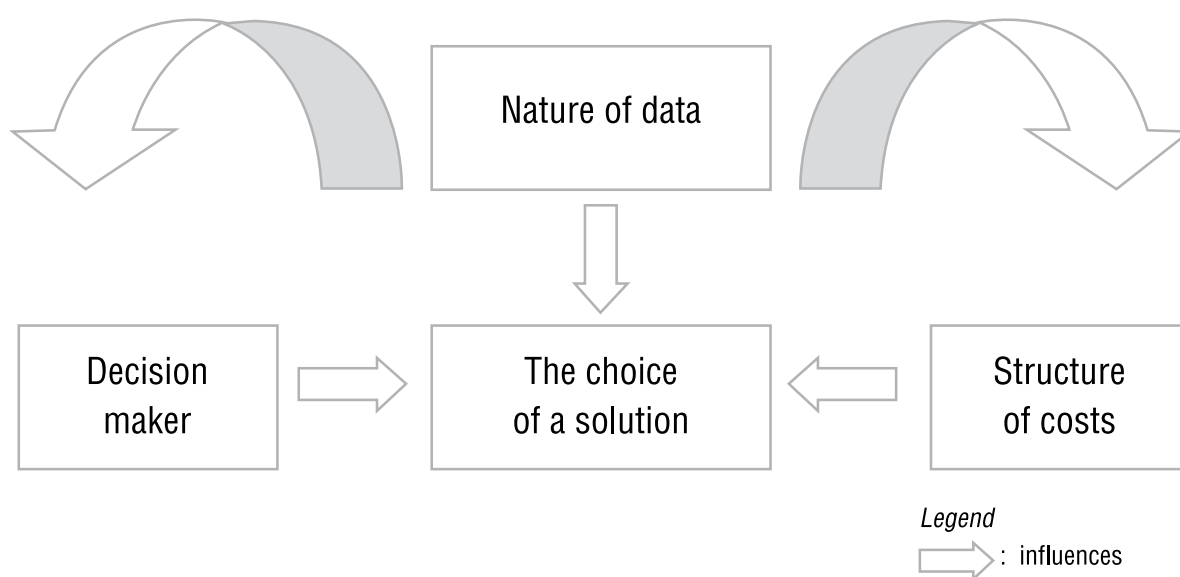 Nature of data
Decision
maker
The choice
of a solution
Structure
of costs
Legend
: influences